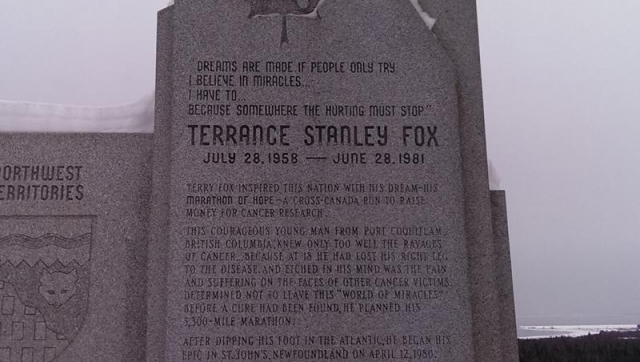 "DREAMS ARE MADE IF PEOPLE ONLY TRY.
I BELIEVE IN MIRACLES...
I HAVE TO...
BECAUSE SOMEWHERE THE HURTING MUST STOP."
TERRANCE STANLEY FOX
JULY 28, 1958 — JUNE 28, 1981
TERRY FOX INSPIRED THIS NATION WITH HIS DREAM-HIS
MARATHON OF HOPE-A CROSS-CANADA RUN TO RAISE
MONEY FOR CANCER RESEARCH.
THIS COURAGEOUS YOUNG MAN FROM PORT COQUITLAM,
BRITISH COLUMBIA, KNEW ONLY TOO WELL THE RAVAGES
OF CANCER...BECAUSE AT 18 HE HAD LOST HIS RIGHT LEG
TO THE DISEASE. AND ETCHED IN HIS MIND WAS THE PAIN
AND SUFFERING ON THE FACES OF OTHER CANCER VICTIMS.
DETERMINED NOT TO LEAVE THIS "WORLD OF MIRACLES"
BEFORE A CURE HAD BEEN FOUND, HE PLANNED HIS
5,300-MILE MARATHON.
AFTER DIPPING HIS FOOT IN THE ATLANTIC, HE BEGAN HIS
EPIC IN ST. JOHN'S, NEWFOUNDLAND ON APRIL 12, 1980.
ORTHWEST
ERRITORIES